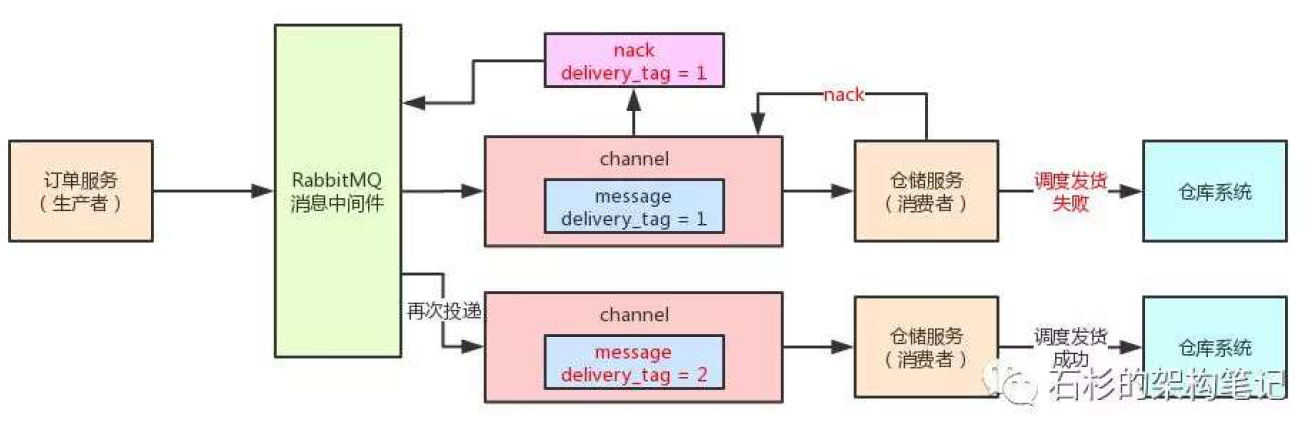 nack
delivery_tag = 1
nack
订单服务
（生产者）
RabbitMQ
消息中间件
channel
message
delivery_tag = 1
仓储服务
（消费者）
调度发货
失败
仓库系统
再次投递
channel
message
delivery_tag = 2
仓储服务
（消费者）
调度发货
成功
仓库系统
石杉的架构笔记